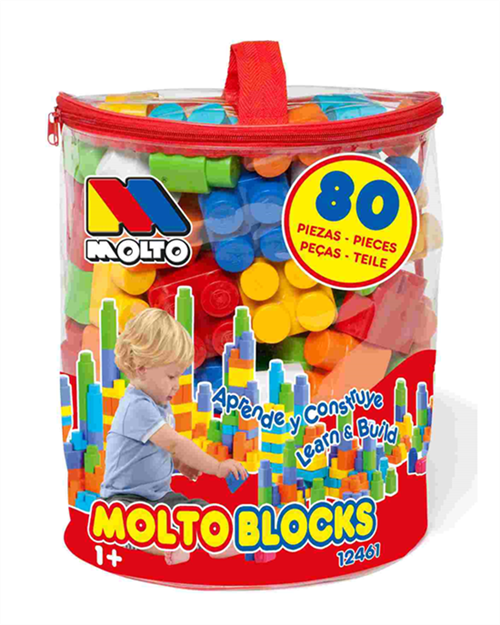 MOLTO
80
PIEZAS - PIECES
PEÇAS - TEILE
Aprende y Construye
Learn & Build
MOLTO BLOCKS
1+
12461